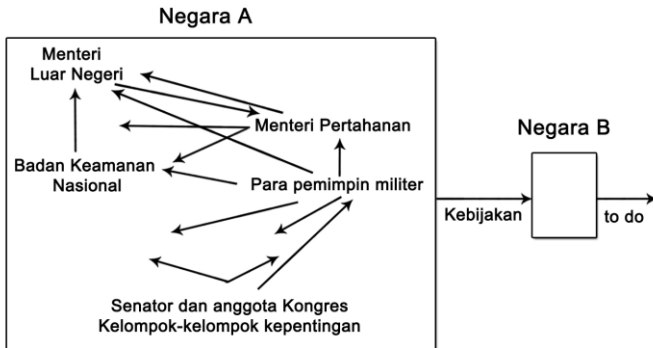 Negara A
Menteri
Luar Negeri
Menteri Pertahanan
Badan Keamanan
Nasional
Para pemimpin militer
Senator dan anggota Kongres
Kelompok-kelompok kepentingan
Kebijakan
Negara B
to do